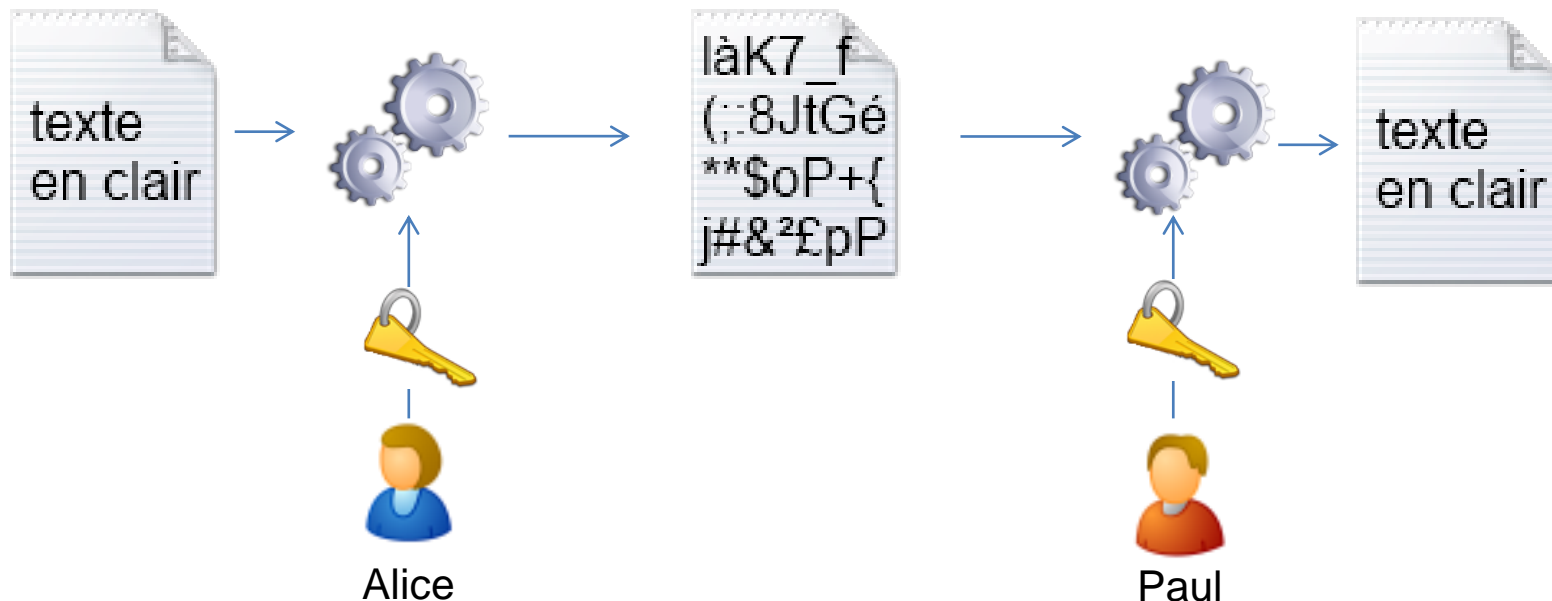 texte
en clair
làK7_f
(;:8JtGé
**$oP+{
j#&²£pP
texte
en clair
Alice
Paul